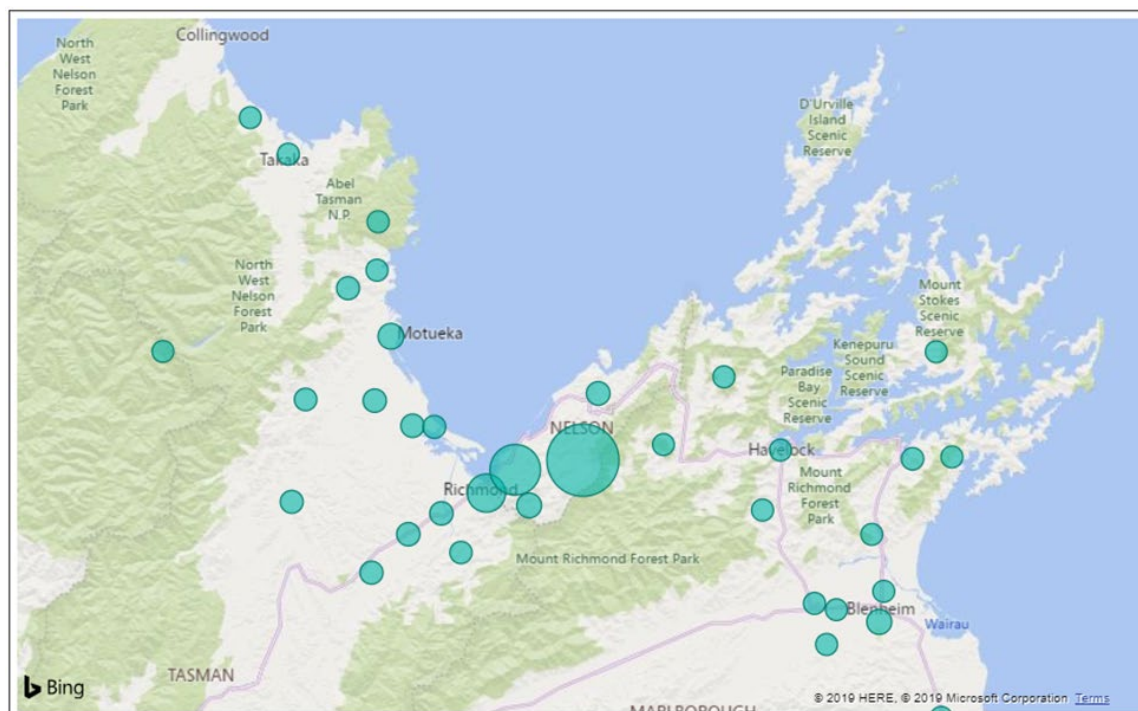 Collingwood
North
West
Nelson
Forest
Park
Takaka
Abel
Tasman
N.P.
D'Urville
Island
Scenic
Reserve
North
West
Nelson
Forest
Park
Motueka
Mount
Stokes
Scenic
Reserve
Kenepuru
Sound
Scenic
Reserve
Paradise
Bay
Scenic
Reserve
NELSON
Havelock
Richmond
Mount
Richmond
Forest
Park
Mount Richmond Forest Park
Blenheim
Wairau
TASMAN
Bing
© 2019 HERE, © 2019 Microsoft Corporation Terms
MARLBOROUGH